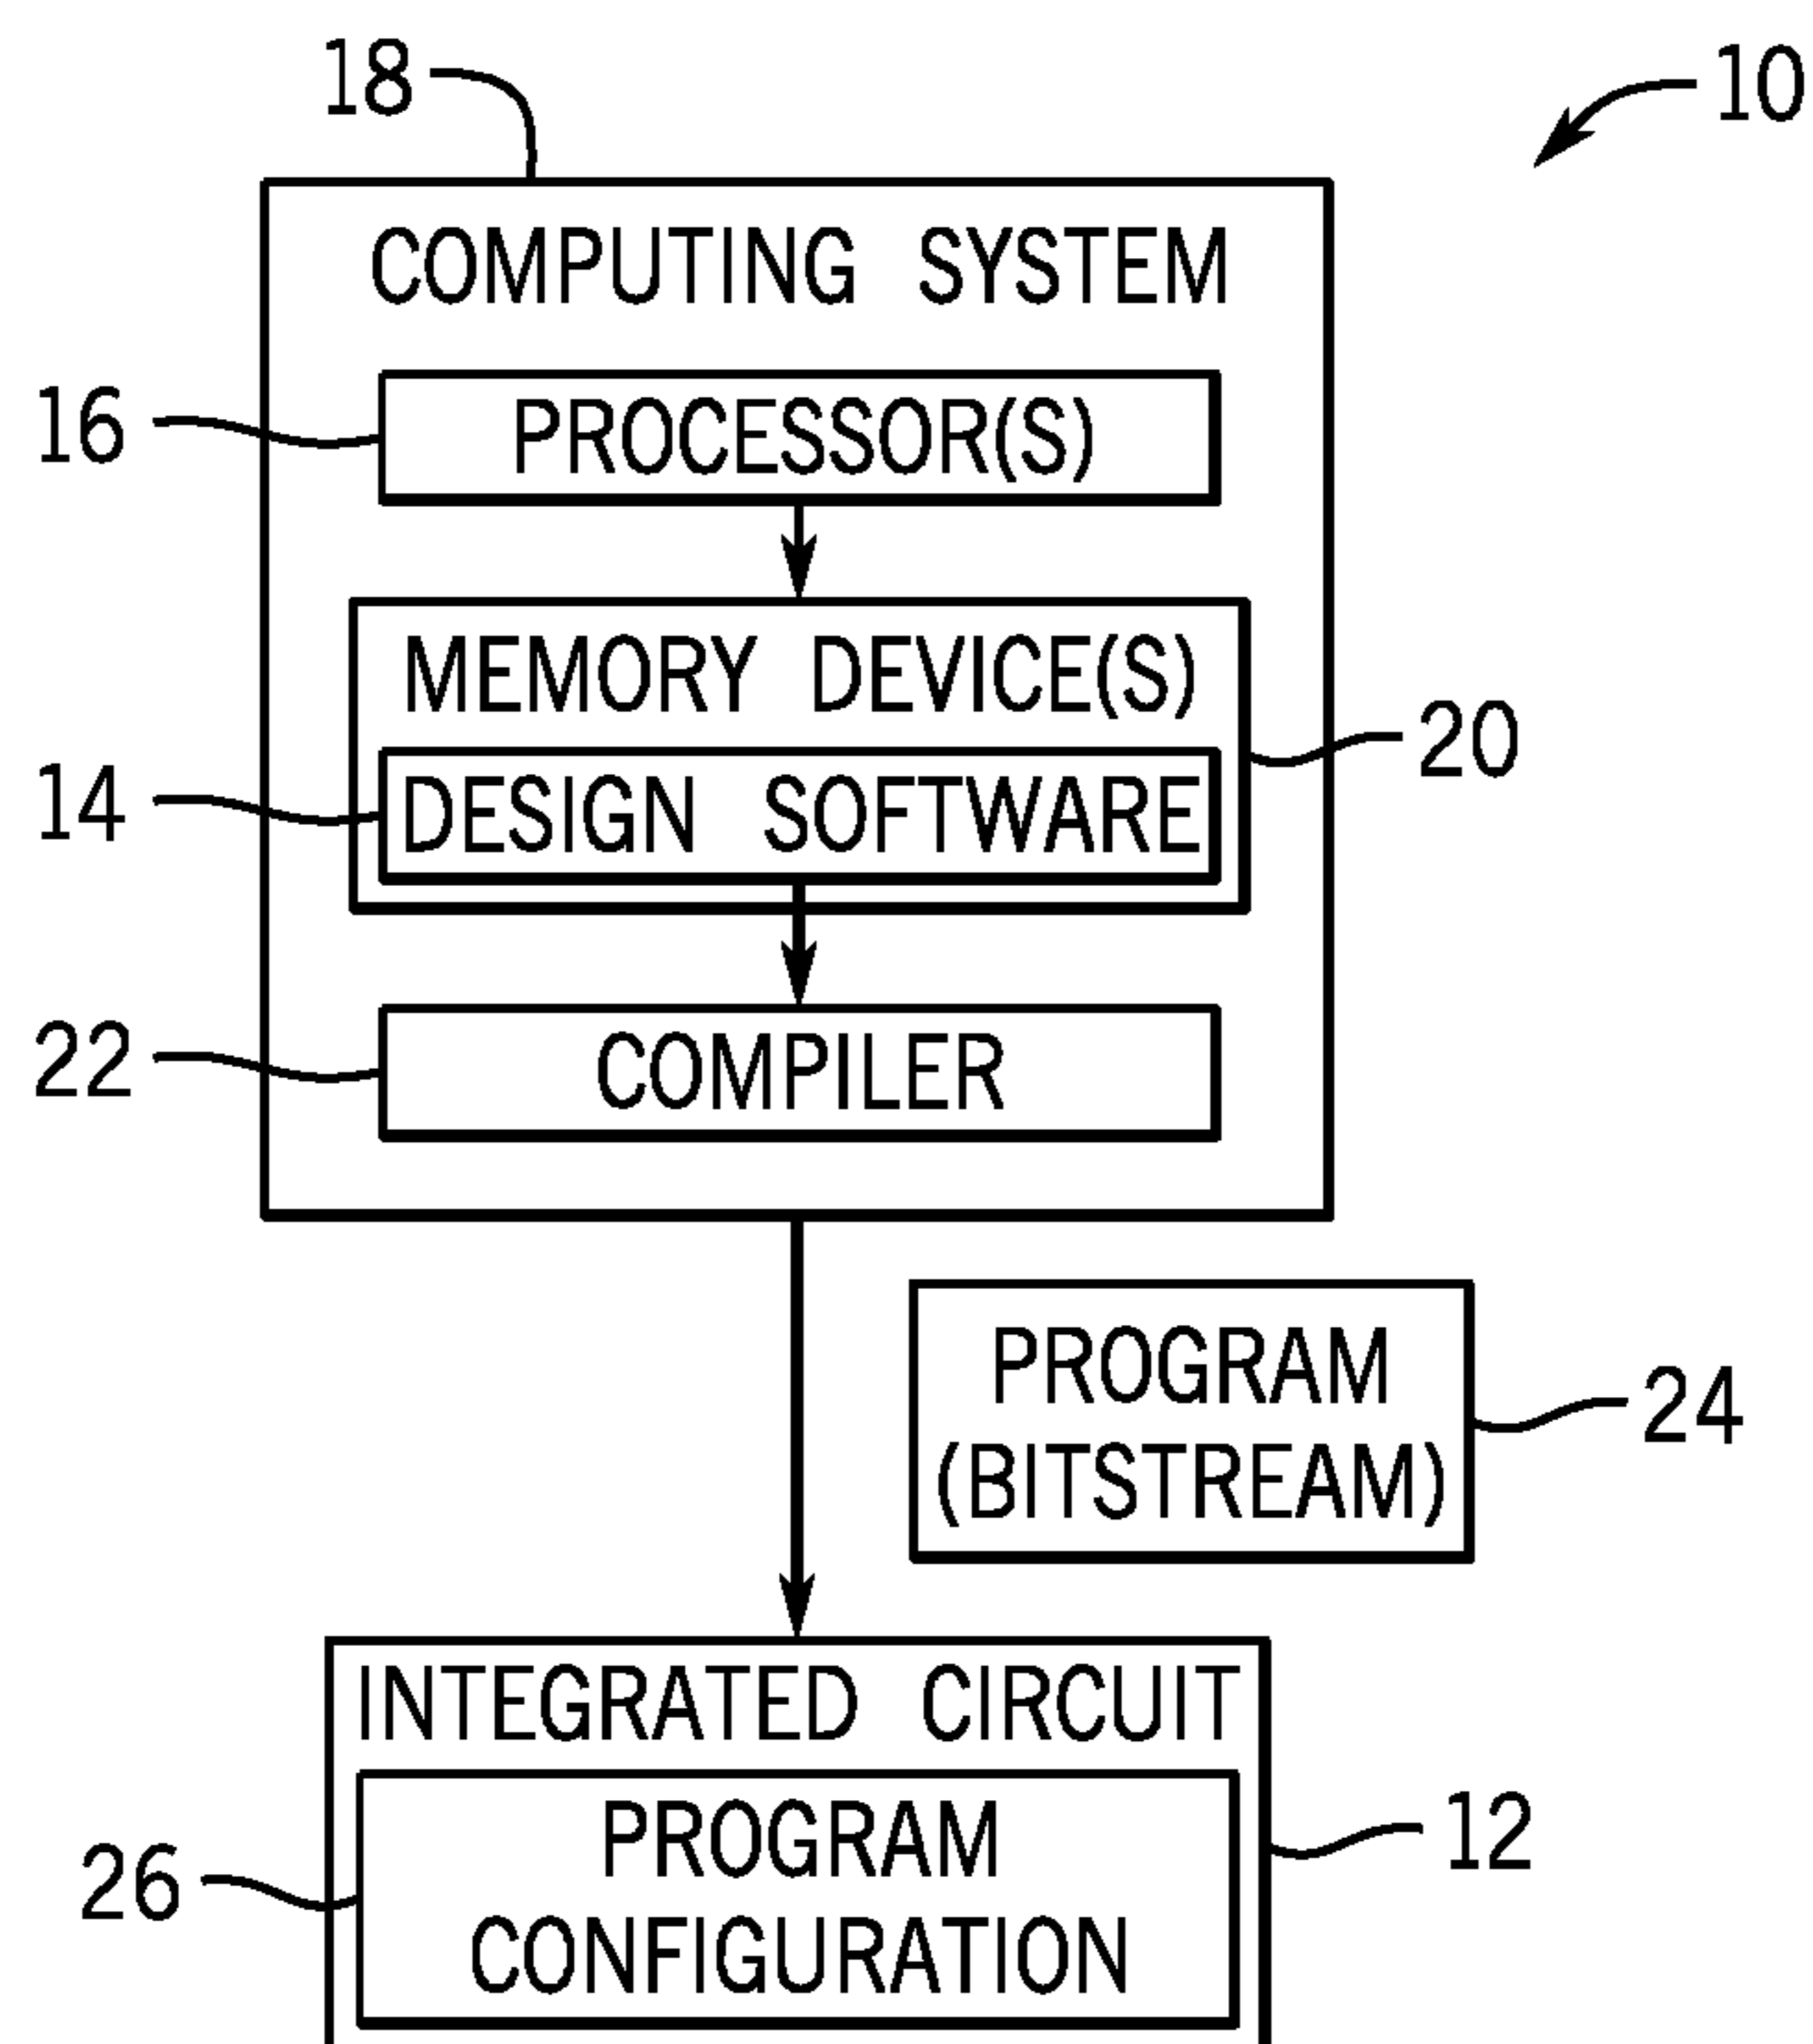 18
10
COMPUTING SYSTEM
16
PROCESSOR(S)
MEMORY DEVICE(S)
20
14
DESIGN SOFTWARE
22
COMPILER
PROGRAM
(BITSTREAM)
24
INTEGRATED CIRCUIT
12
PROGRAM
CONFIGURATION
26